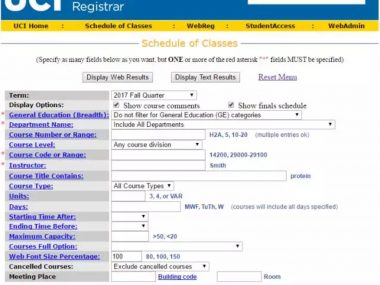 UCI Registrar
UCI Home Schedule of Classes WebReg StudentAccess WebAdmin
Schedule of Classes
(Specify as many fields below as you want, but ONE or more of the red asterisk "*" fields MUST be specified)
Display Web Results Display Text Results Reset Menu
Term: 2017 Fall Quarter
Display Options: Show course comments Show finals schedule
* General Education (Breadth): Do not filter for General Education (GE) categories
* Department Name: Include All Departments
Course Number or Range: H2A, 5, 10-20 (multiple entries ok)
Course Level: Any course division
* Course Code or Range: 14200, 29000-29100
* Instructor: Smith
Course Title Contains: protein
Course Type: All Course Types
Units: 3, 4, or VAR
Days: MWF, TuTh, W (courses will include all days specified)
Starting Time After:
Ending Time Before:
Maximum Capacity: >50, <20
Courses Full Option:
Web Font Size Percentage: 100 80, 100, 150
Cancelled Courses: Exclude cancelled courses
Meeting Place Building code Room